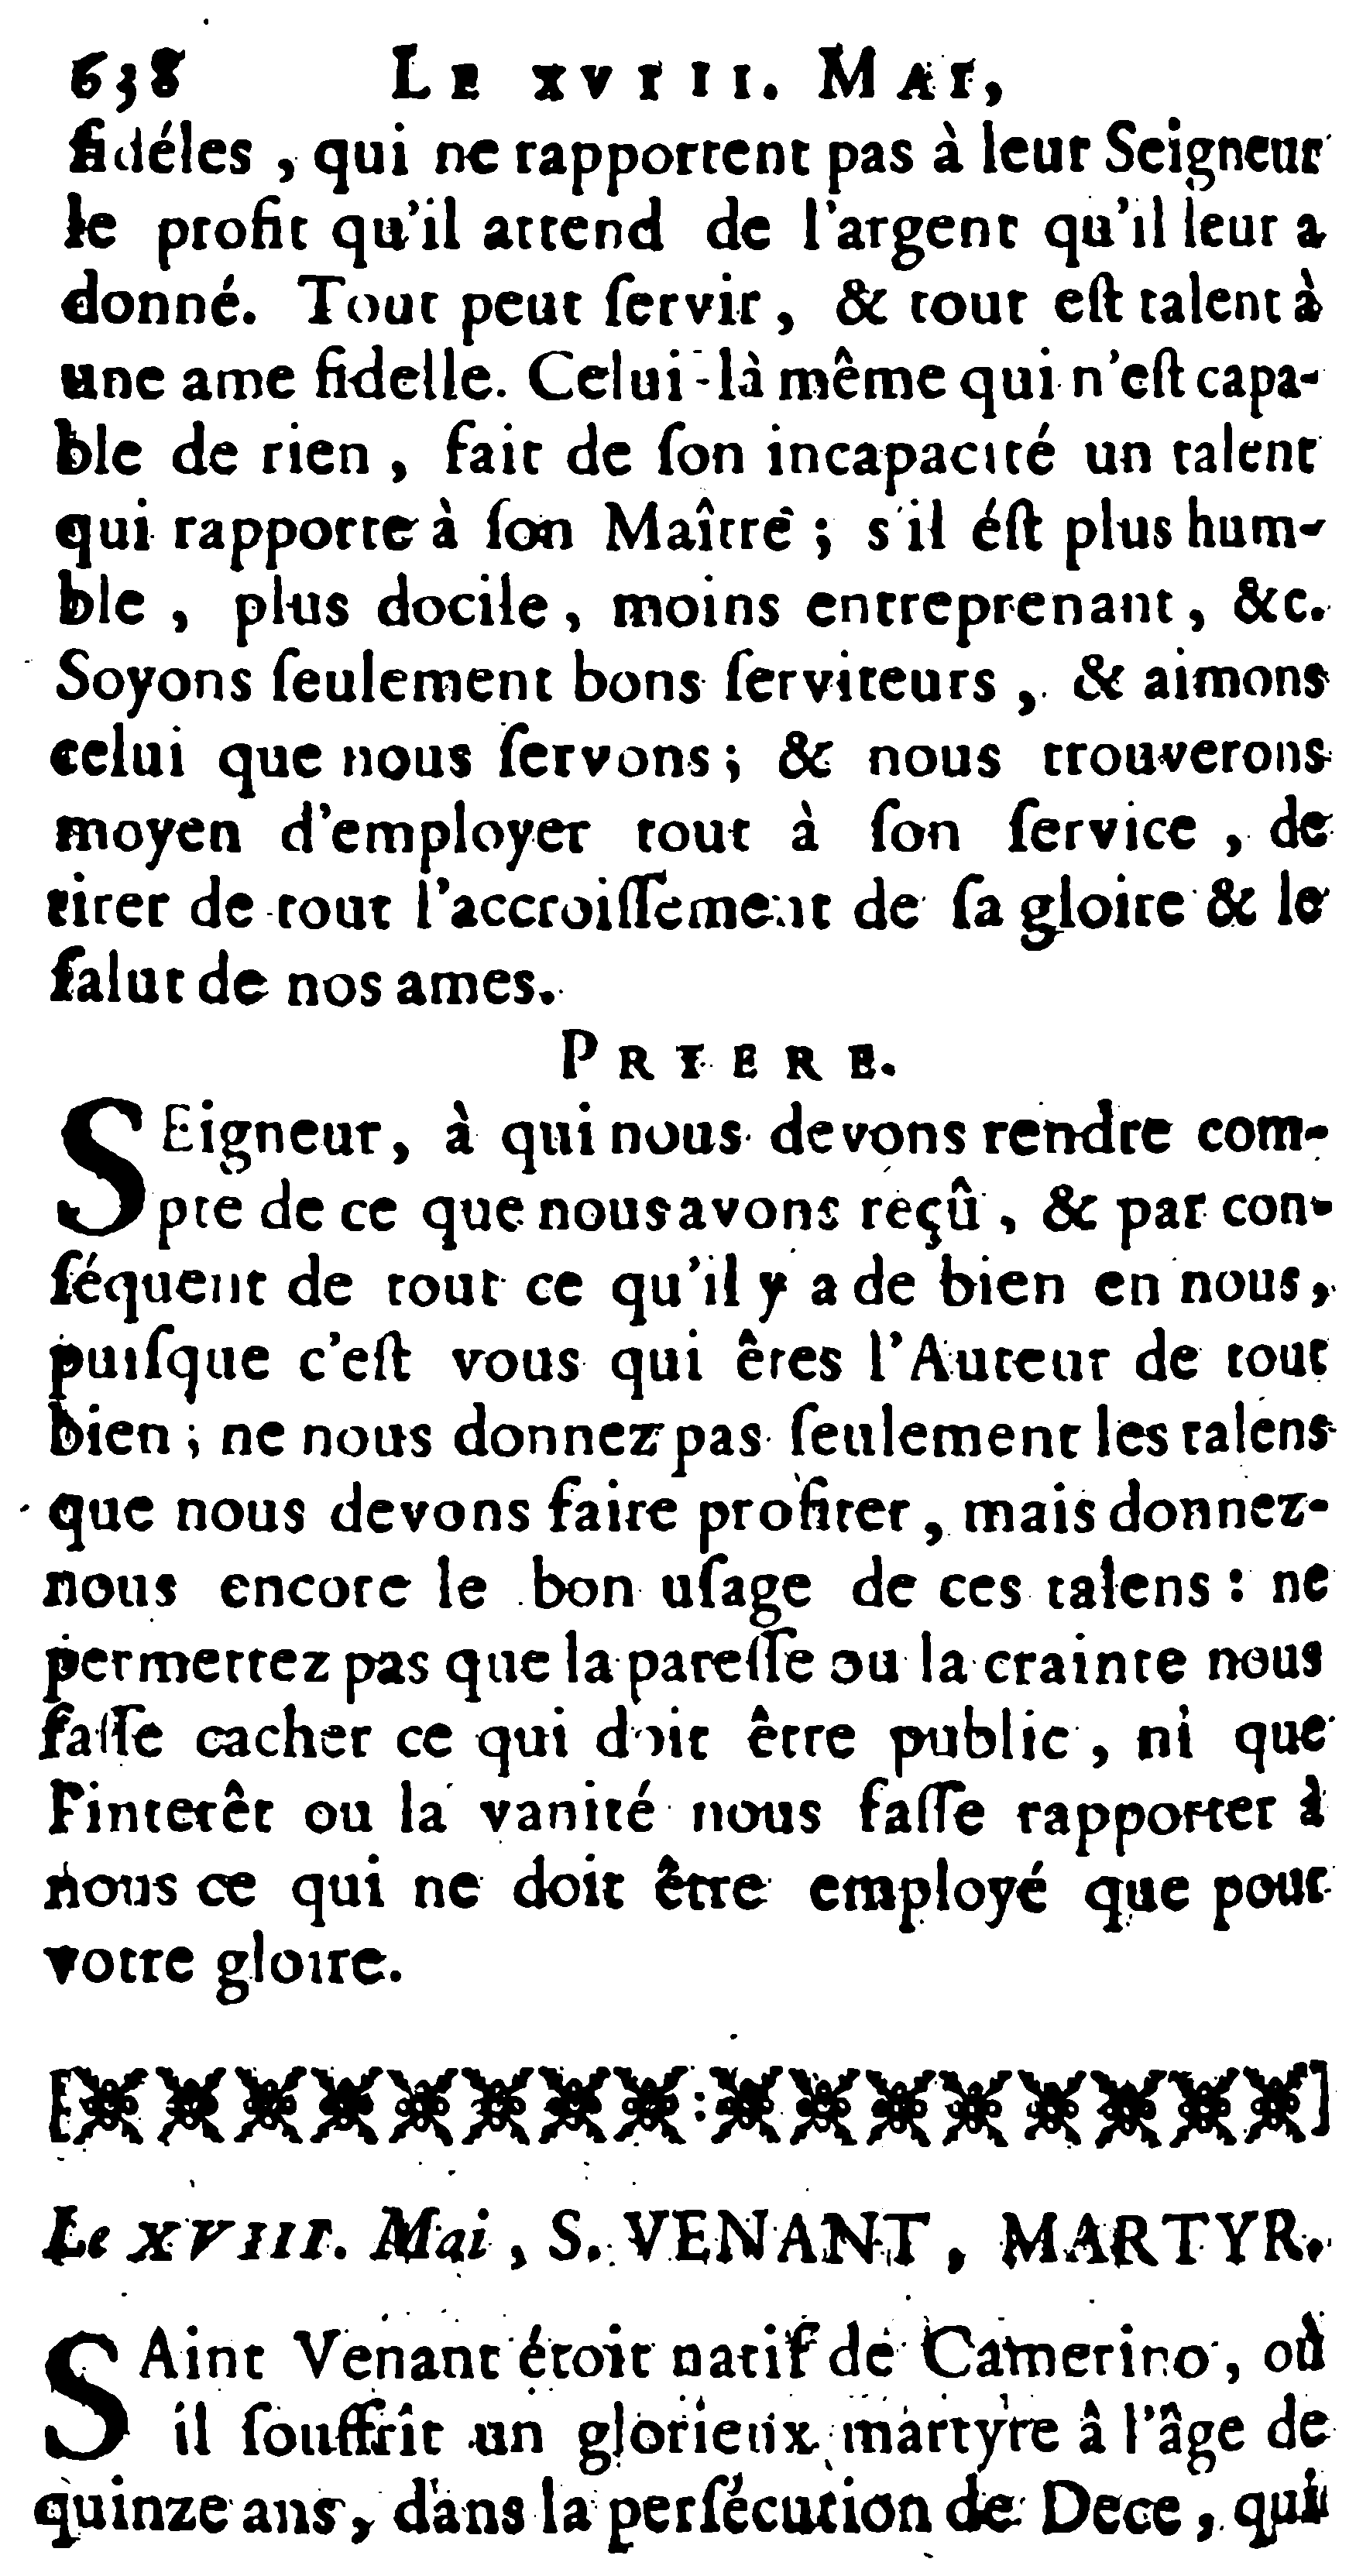 638 LE XVIII. MAI,
fidéles, qui ne rapportent pas à leur Seigneur
le profit qu'il attend de l'argent qu'il leur a
donné. Tout peut ſervir, & tout eſt talent à
une ame fidelle. Celui-là même qui n'eſt capa-
ble de rien, fait de ſon incapacité un talent
qui rapporte à ſon Maître; s'il éſt plus hum-
ble, plus docile, moins entreprenant, &c.
Soyons ſeulement bons ſerviteurs, & aimons
celui que nous ſervons; & nous trouverons
moyen d'employer tout à ſon ſervice, de
tirer de tout l'accroiſſement de ſa gloire & le
ſalut de nos ames.
PRIERE.
SEigneur, à qui nous devons rendre com-
pte de ce que nous avons reçû, & par con-
ſéquent de tout ce qu'il y a de bien en nous,
puiſque c'eſt vous qui êtes l'Auteur de tout
bien; ne nous donnez pas ſeulement les talens
que nous devons faire profiter, mais donnez-
nous encore le bon uſage de ces talens: ne
permettez pas que la pareſſe ou la crainte nous
faſſe cacher ce qui doit être public, ni que
l'interêt ou la vanité nous faſſe rapporter à
nous ce qui ne doit être employé que pour
votre gloire.
Le XVIII. Mai, S. VENANT, MARTYR.
SAint Venant étoit natif de Camerino, où
il ſouffrît un glorieux martyre â l'âge de
quinze ans, dans la perſécution de Dece, qui